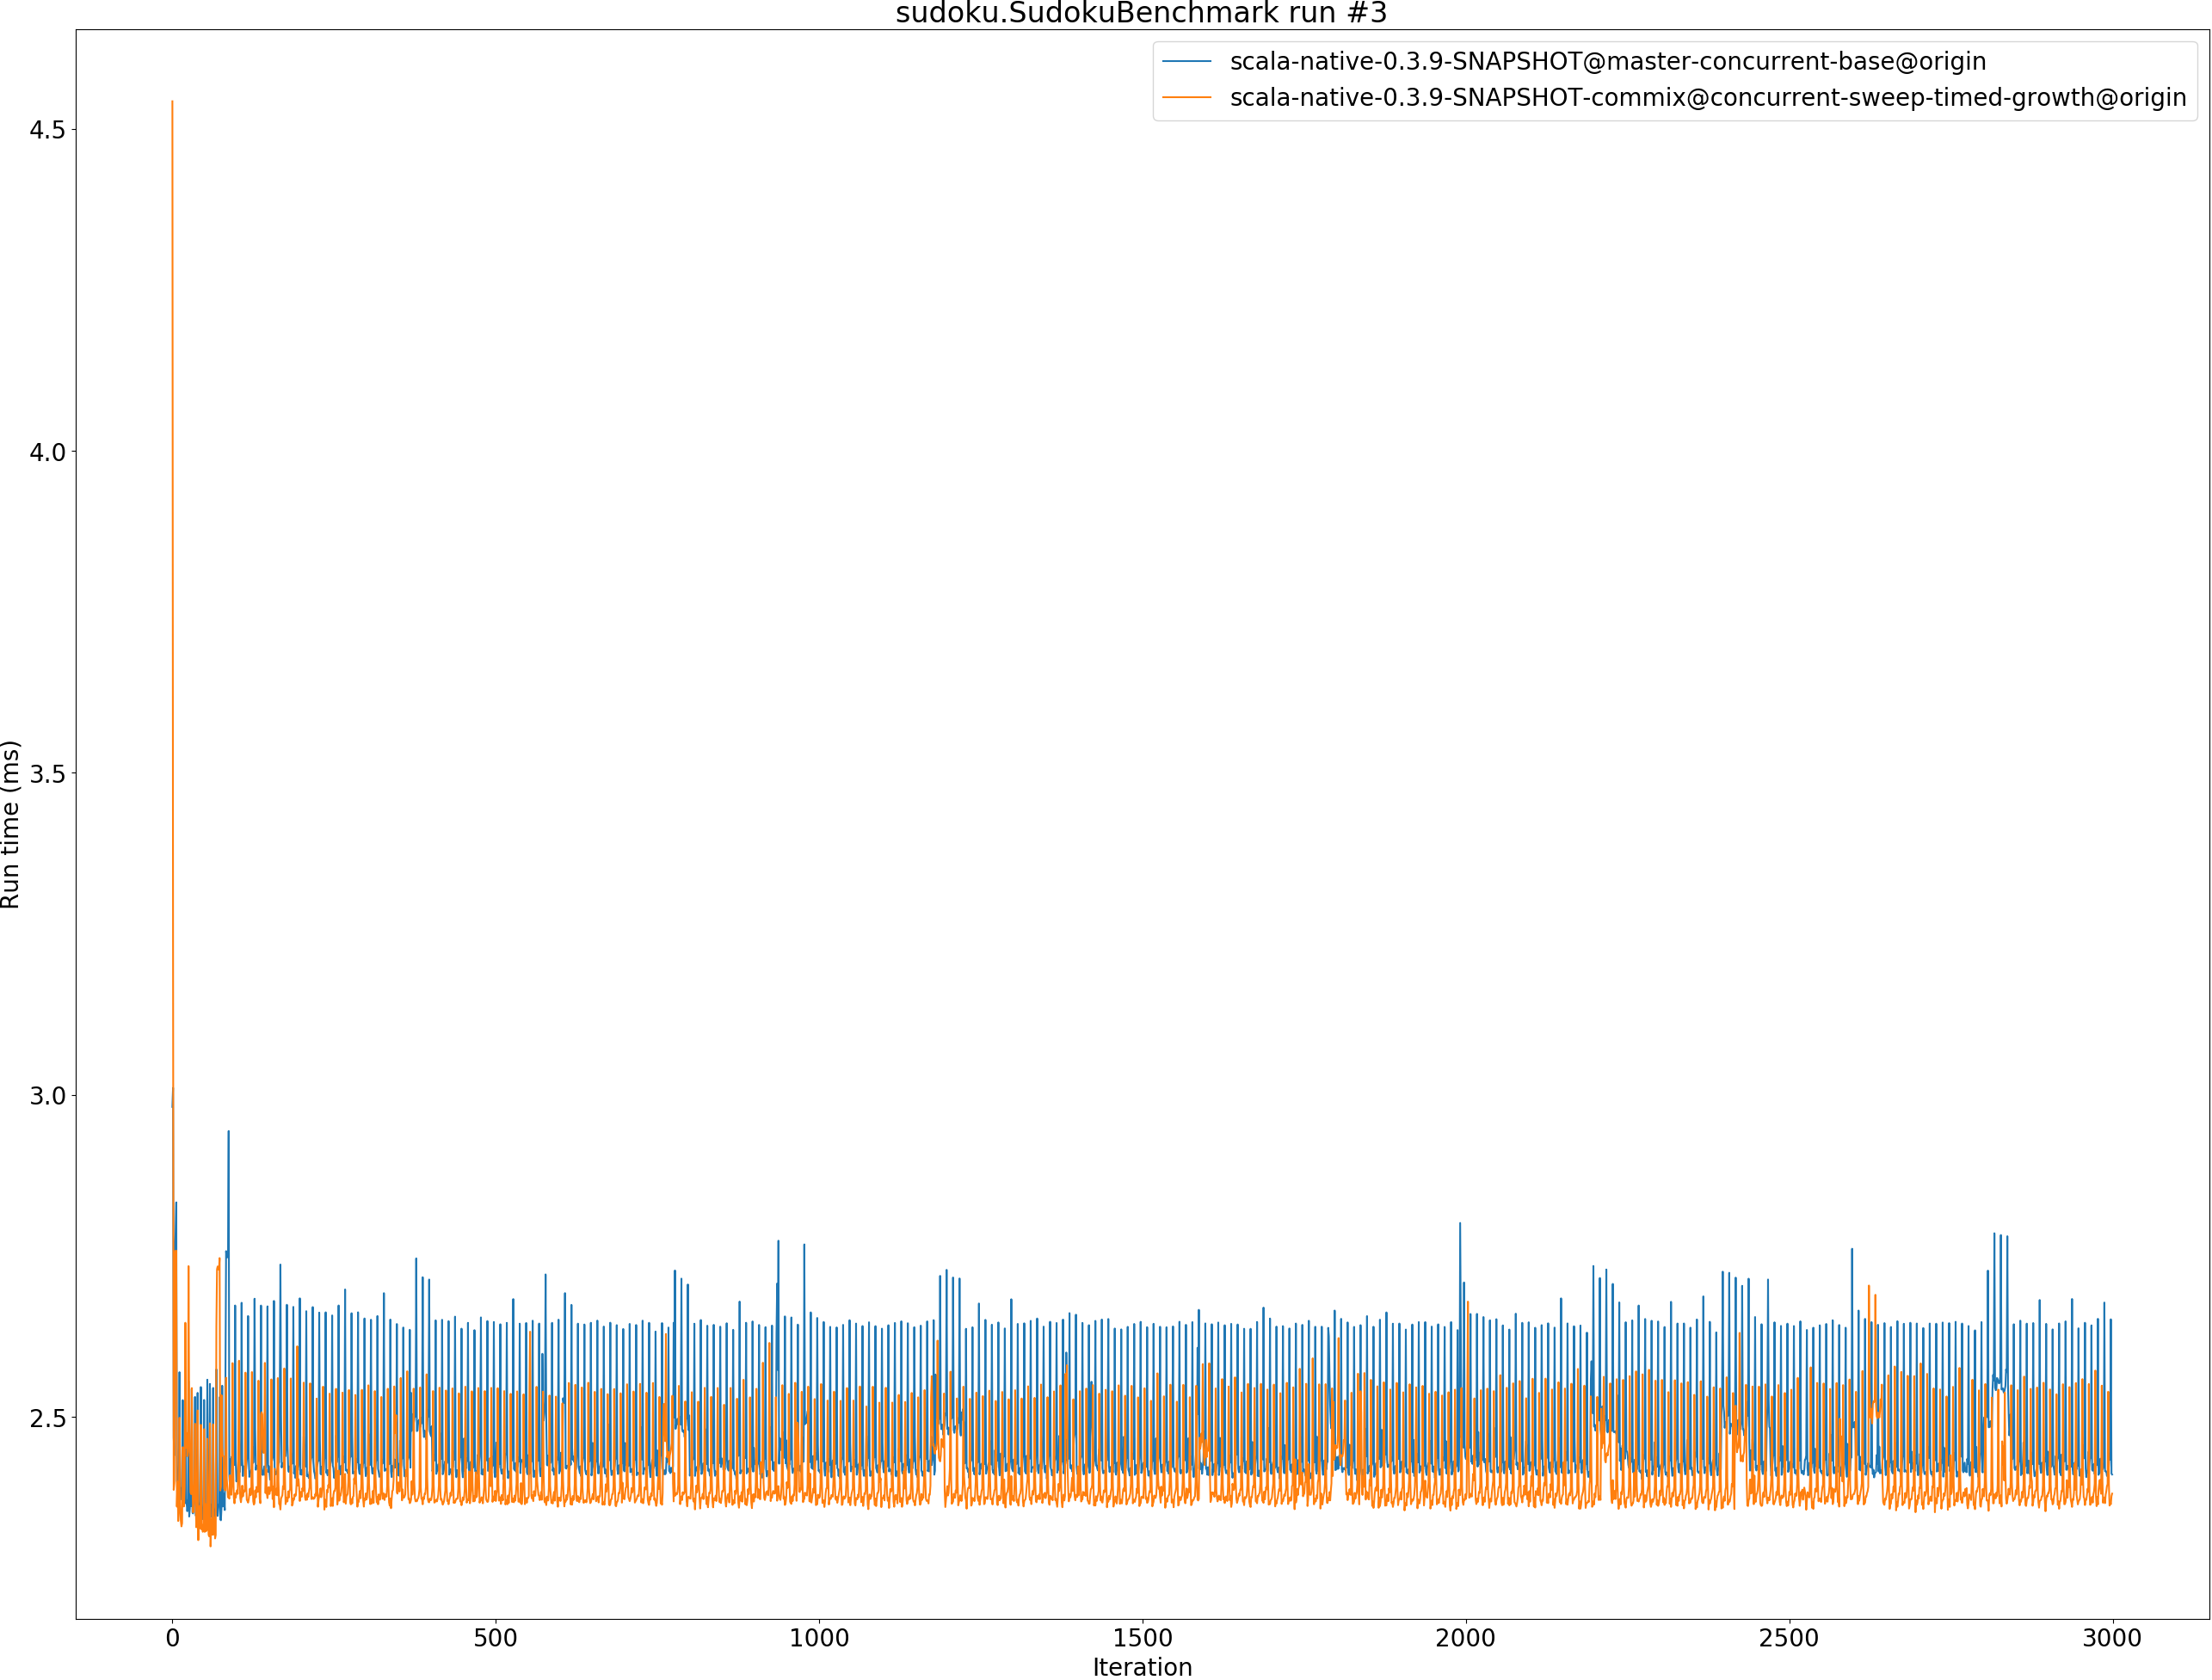 sudoku.SudokuBenchmark run #3
scala-native-0.3.9-SNAPSHOT@master-concurrent-base@origin
scala-native-0.3.9-SNAPSHOT-commix@concurrent-sweep-timed-growth@origin
4.5
4.0
3.5
3.0
2.5
Run time (ms)
0 500 1000 1500 2000 2500 3000
Iteration